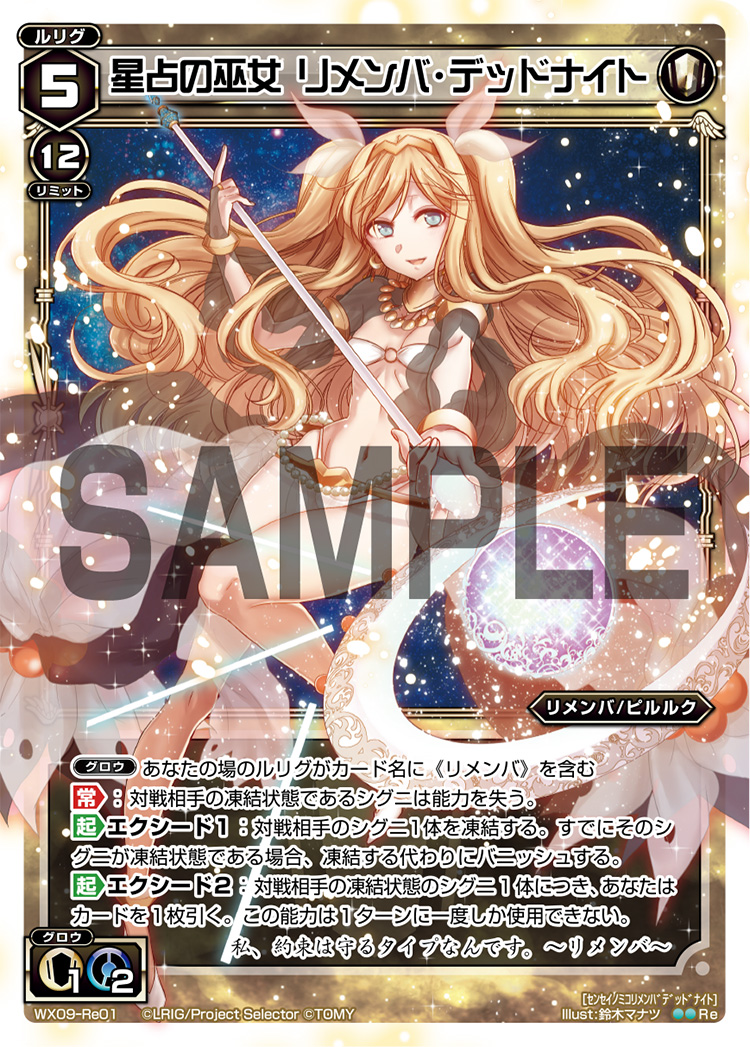 ルリグ
5
星占の巫女 リメンバ・デッドナイト
12
リミット
SAMPLE
リメンバ/ピルルク
グロウ あなたの場のルリグがカード名に《リメンバ》を含む
常：対戦相手の凍結状態であるシグニは能力を失う。
起 エクシード1：対戦相手のシグニ1体を凍結する。すでにそのシ
グニが凍結状態である場合、凍結する代わりにバニッシュする。
起 エクシード2：対戦相手の凍結状態のシグニ1体につき、あなたは
カードを1枚引く。この能力は1ターンに一度しか使用できない。
私、約束は守るタイプなんです。～リメンバ～
グロウ
1 2
[センセイノミコリメンバデッドナイト]
WX09-Re01 ©LRIG/Project Selector ©TOMY Illust:鈴木マナツ Re